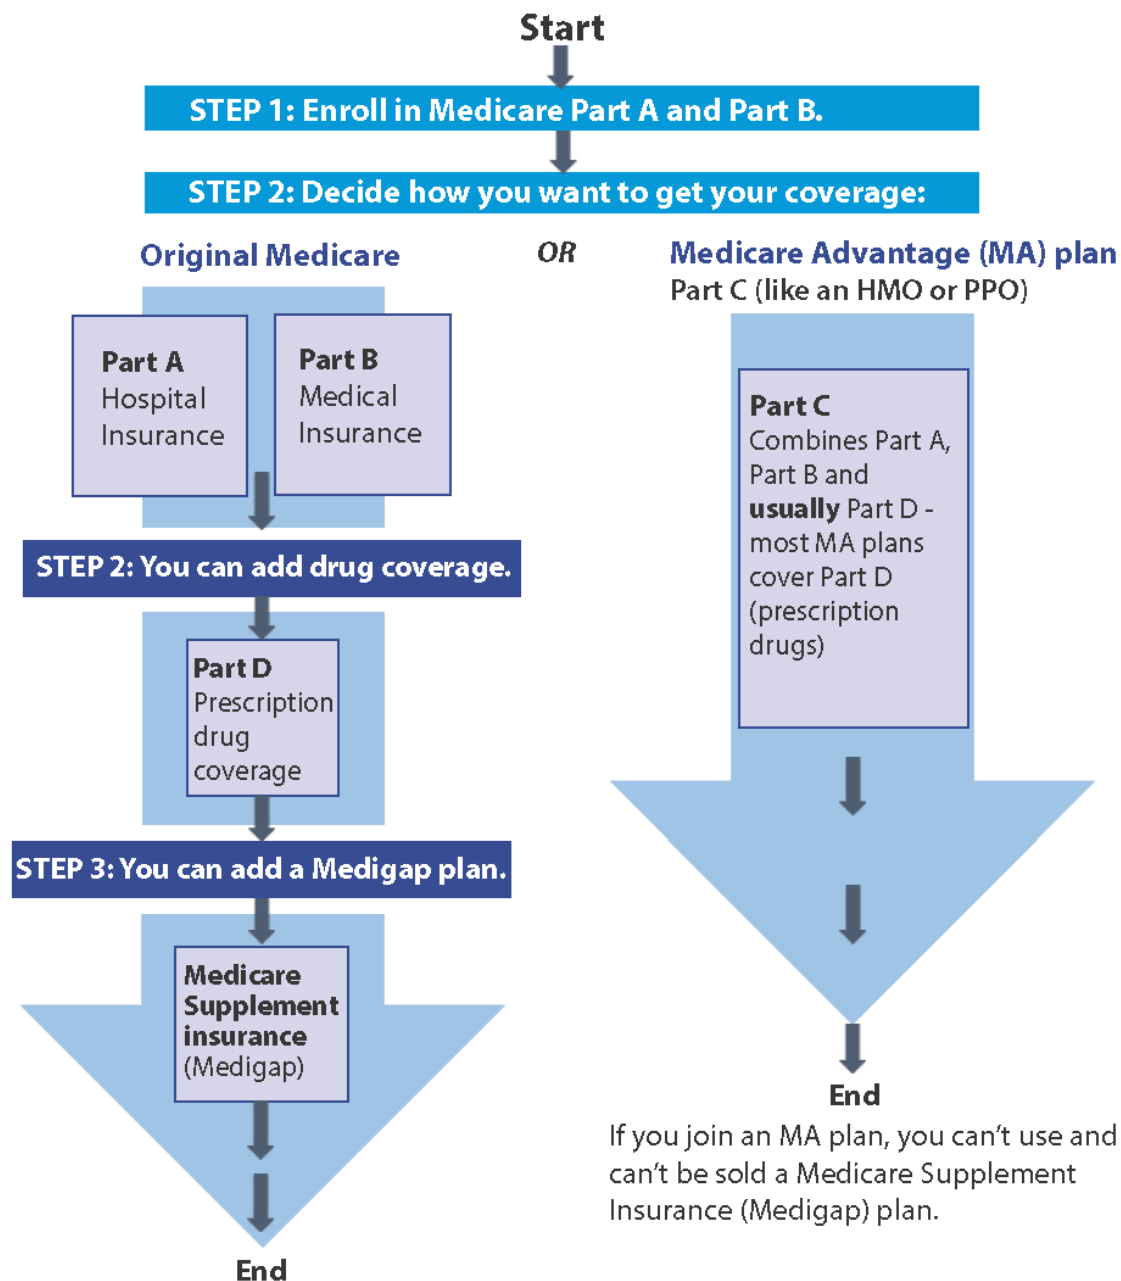 Start
STEP 1: Enroll in Medicare Part A and Part B.
STEP 2: Decide how you want to get your coverage:
Original Medicare
OR
Medicare Advantage (MA) plan
Part C (like an HMO or PPO)
Part A
Hospital
Insurance
Part B
Medical
Insurance
STEP 2: You can add drug coverage.
Part D
Prescription
drug
coverage
STEP 3: You can add a Medigap plan.
Medicare
Supplement
insurance
(Medigap)
End
Part C
Combines Part A,
Part B and
usually Part D -
most MA plans
cover Part D
(prescription
drugs)
End
If you join an MA plan, you can’t use and
can’t be sold a Medicare Supplement
Insurance (Medigap) plan.